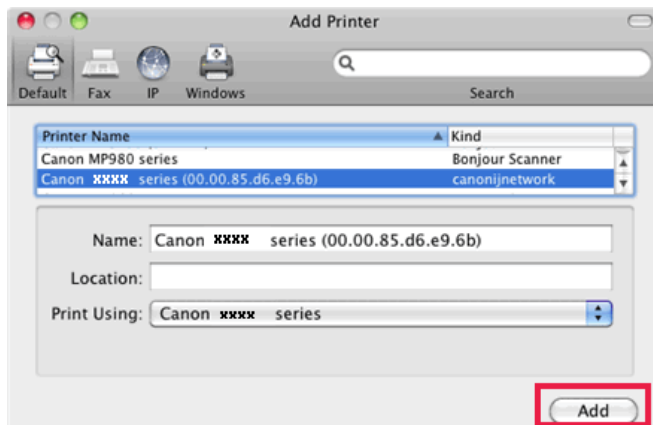 Add Printer
Default Fax IP Windows Search
Printer Name Kind
Canon MP980 series Bonjour Scanner
Canon XXXX series (00.00.85.d6.e9.6b) canonijnetwork
Name: Canon XXXX series (00.00.85.d6.e9.6b)
Location:
Print Using: Canon xxxx series
Add